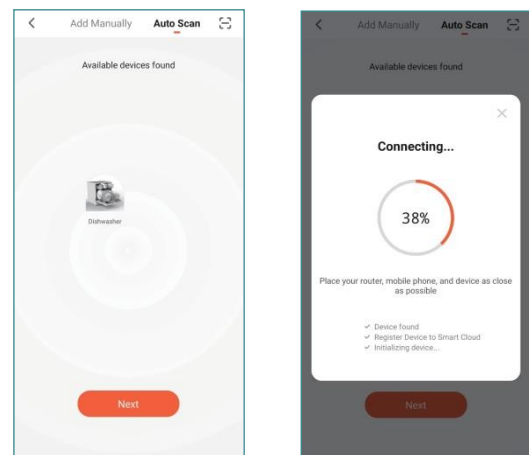 Add Manually Auto Scan
Available devices found
Dishwasher
Next
Add Manually Auto Scan
Available devices found
Connecting...
38%
Place your router, mobile phone, and device as close
as possible
✓ Device found
✓ Register Device to Smart Cloud
✓ Initializing device...
Next